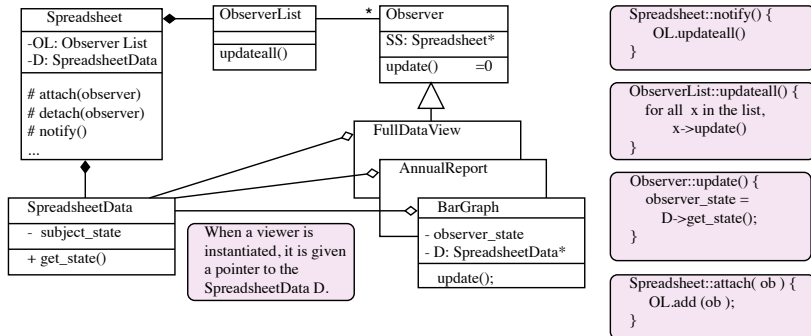 Spreadsheet
-OL: Observer List
-D: SpreadsheetData
# attach(observer)
# detach(observer)
# notify()
...
ObserverList
updateall()
*
Observer
SS: Spreadsheet*
update() =0
FullDataView
AnnualReport
BarGraph
- observer_state
- D: SpreadsheetData*
update();
SpreadsheetData
- subject_state
+ get_state()
When a viewer is
instantiated, it is given
a pointer to the
SpreadsheetData D.
Spreadsheet::notify() {
OL.updateall()
}
ObserverList::updateall() {
for all x in the list,
x->update()
}
Observer::update() {
observer_state =
D->get_state();
}
Spreadsheet::attach( ob ) {
OL.add (ob );
}